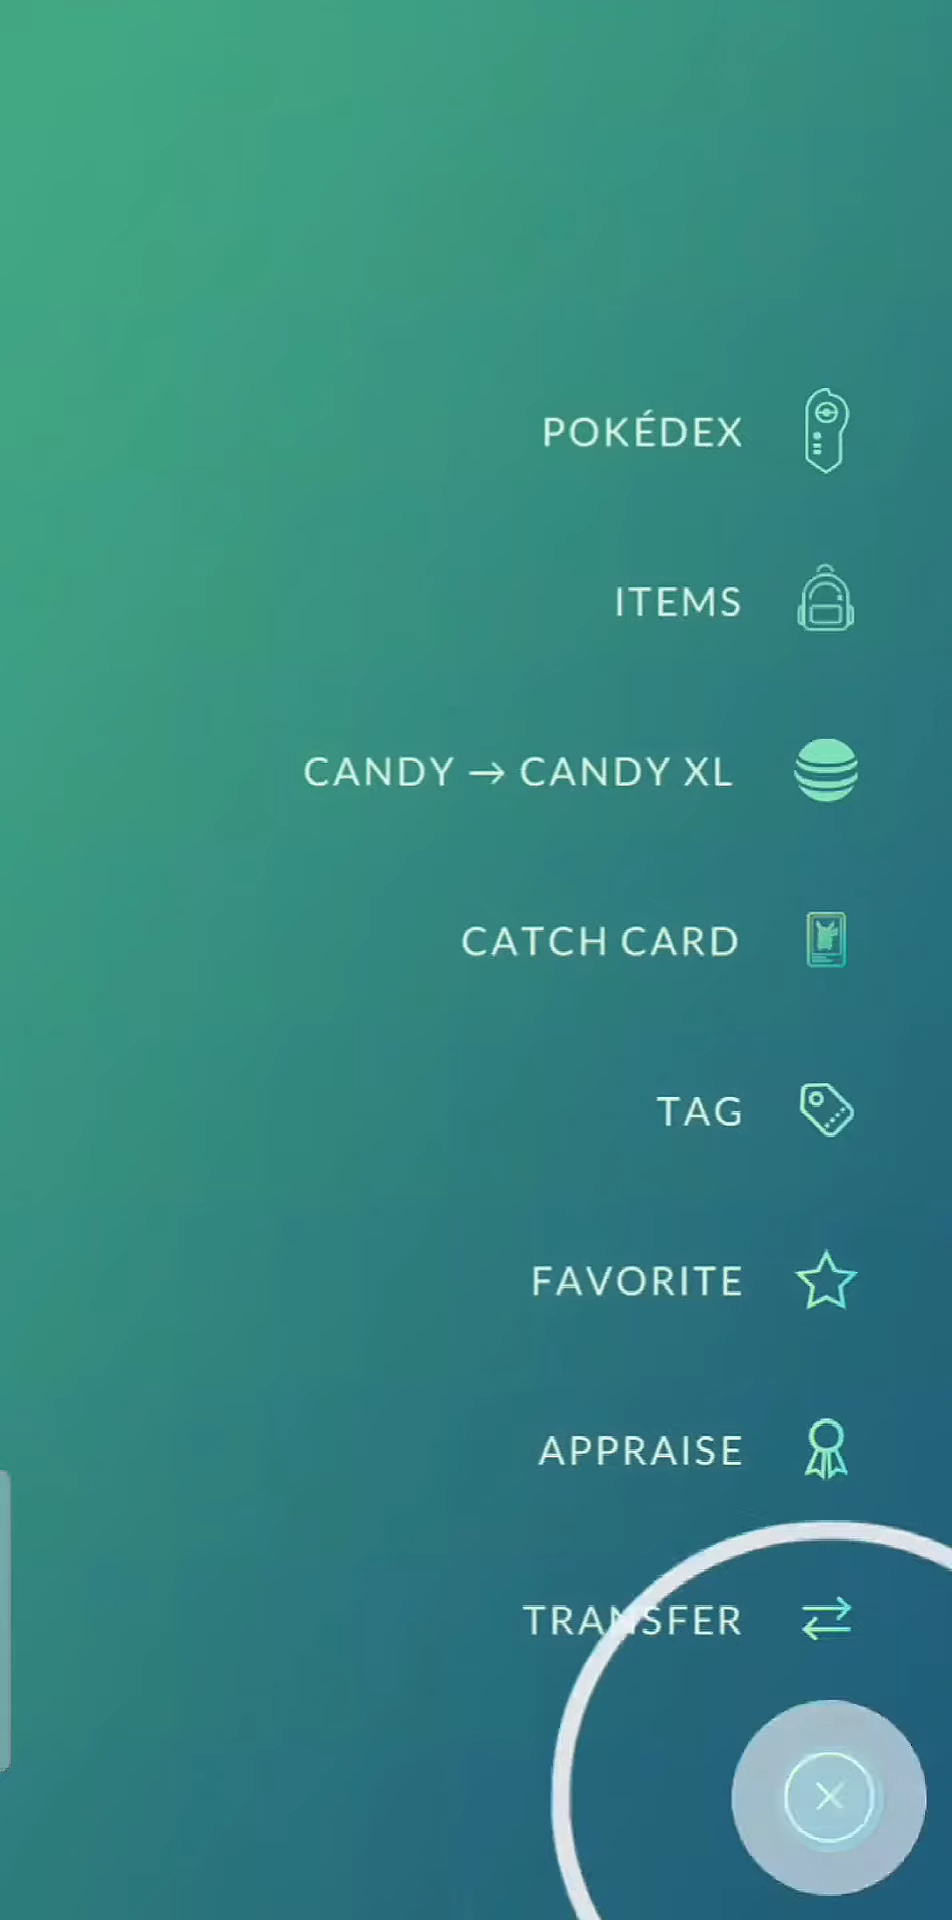 POKÉDEX
ITEMS
CANDY → CANDY XL
CATCH CARD
TAG
FAVORITE
APPRAISE
TRANSFER